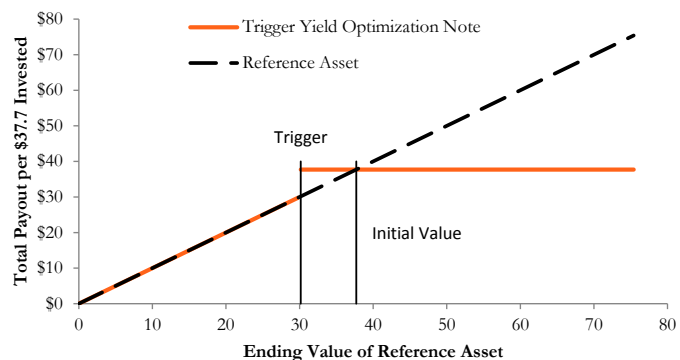 $80
$70
$60
$50
$40
$30
$20
$10
$0
Total Payout per $37.7 Invested
Trigger Yield Optimization Note
Reference Asset
Trigger
Initial Value
0 10 20 30 40 50 60 70 80
Ending Value of Reference Asset